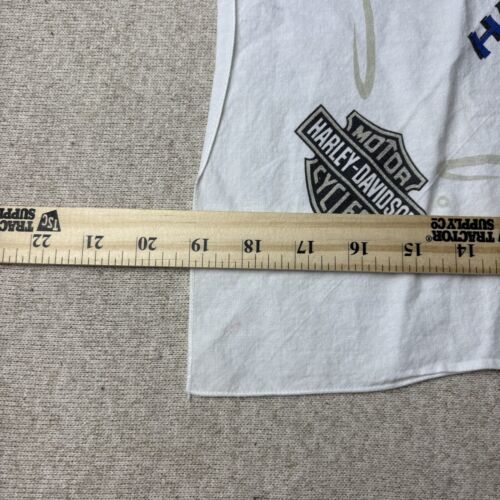 H
MOTOR
HARLEY-DAVIDSON
CYCLES
TRACTOR
SUPPLY
TSC
22 21 20 19 18 17 16 15 14
TRACTOR
SUPPLY CO